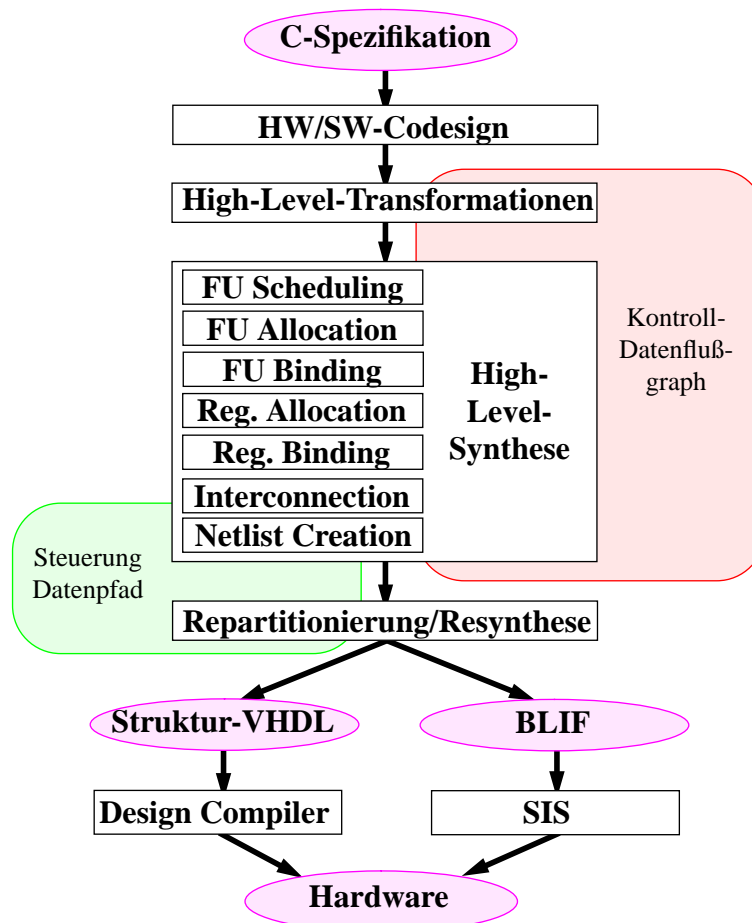 C-Spezifikation
HW/SW-Codesign
High-Level-Transformationen
FU Scheduling
FU Allocation
FU Binding
Reg. Allocation
Reg. Binding
Interconnection
Netlist Creation
High-
Level-
Synthese
Kontroll-
Datenfluß-
graph
Steuerung
Datenpfad
Repartitionierung/Resynthese
Struktur-VHDL
BLIF
Design Compiler
SIS
Hardware